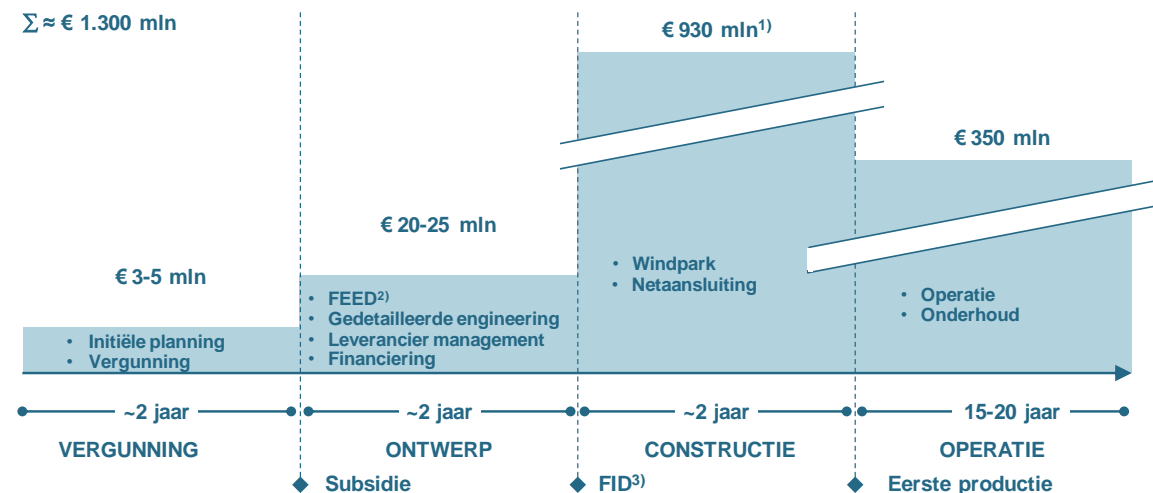 ∑ ≈ € 1.300 mln
€ 930 mln1)
€ 350 mln
€ 20-25 mln
€ 3-5 mln
• Initiële planning
• Vergunning
• FEED2)
• Gedetailleerde engineering
• Leverancier management
• Financiering
• Windpark
• Netaansluiting
• Operatie
• Onderhoud
~2 jaar ~2 jaar ~2 jaar 15-20 jaar
VERGUNNING ONTWERP CONSTRUCTIE OPERATIE
Subsidie FID3) Eerste productie